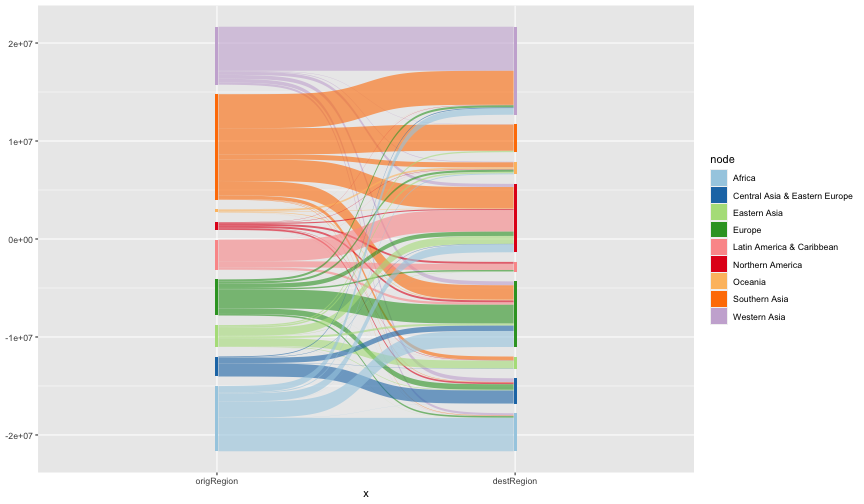 2e+07
1e+07
0e+00
-1e+07
-2e+07
origRegion
destRegion
x
node
Africa
Central Asia & Eastern Europe
Eastern Asia
Europe
Latin America & Caribbean
Northern America
Oceania
Southern Asia
Western Asia